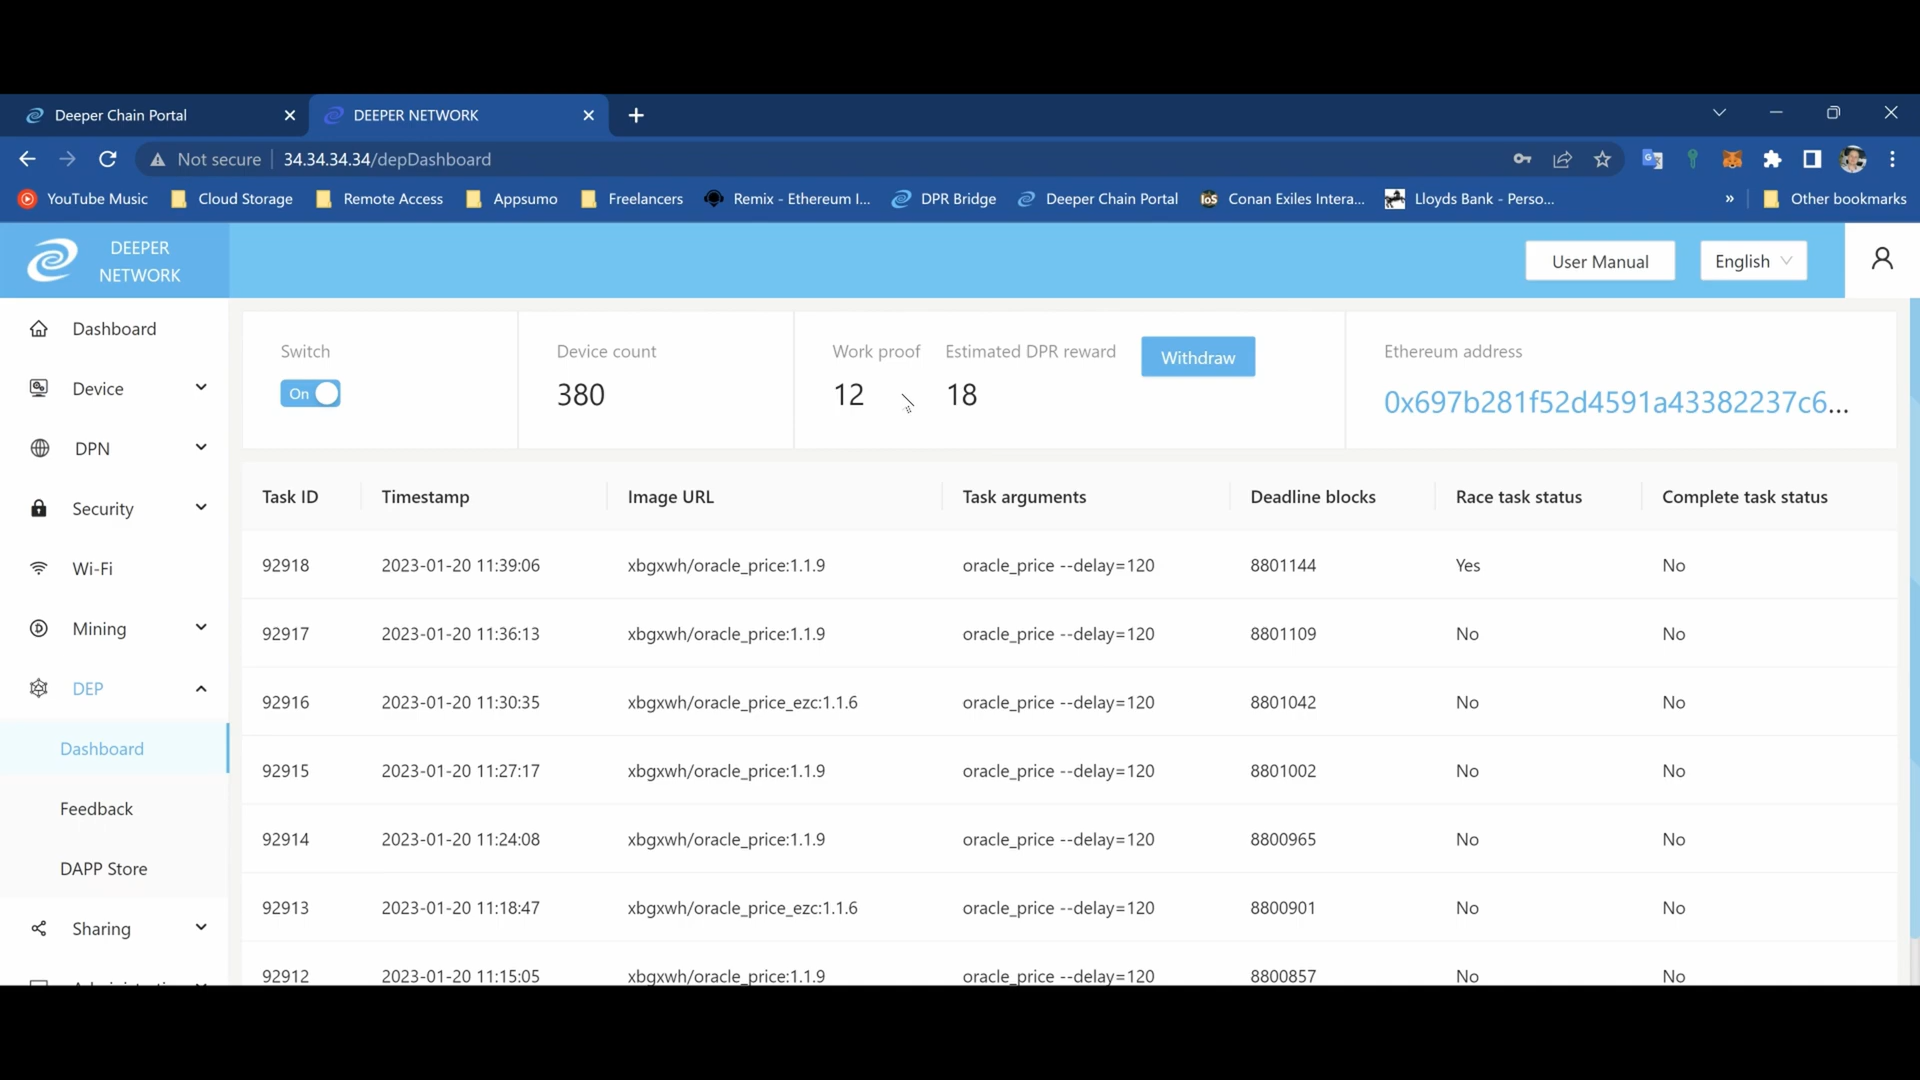 Deeper Chain Portal
DEEPER NETWORK
Not secure
34.34.34.34/depDashboard
YouTube Music
Cloud Storage
Remote Access
Appsumo
Freelancers
Remix - Ethereum I...
DPR Bridge
Deeper Chain Portal
Conan Exiles Intera...
Lloyds Bank - Perso...
»
Other bookmarks
DEEPER
NETWORK
User Manual
English
Dashboard
Device
DPN
Security
Wi-Fi
Mining
DEP
Dashboard
Feedback
DAPP Store
Sharing
Switch
On
Device count
380
Work proof
12
Estimated DPR reward
18
Withdraw
Ethereum address
0x697b281f52d4591a43382237c6...
Task ID Timestamp Image URL Task arguments Deadline blocks Race task status Complete task status
92918 2023-01-20 11:39:06 xbgxwh/oracle_price:1.1.9 oracle_price --delay=120 8801144 Yes No
92917 2023-01-20 11:36:13 xbgxwh/oracle_price:1.1.9 oracle_price --delay=120 8801109 No No
92916 2023-01-20 11:30:35 xbgxwh/oracle_price_ezc:1.1.6 oracle_price --delay=120 8801042 No No
92915 2023-01-20 11:27:17 xbgxwh/oracle_price:1.1.9 oracle_price --delay=120 8801002 No No
92914 2023-01-20 11:24:08 xbgxwh/oracle_price:1.1.9 oracle_price --delay=120 8800965 No No
92913 2023-01-20 11:18:47 xbgxwh/oracle_price_ezc:1.1.6 oracle_price --delay=120 8800901 No No
92912 2023-01-20 11:15:05 xbgxwh/oracle_price:1.1.9 oracle_price --delay=120 8800857 No No